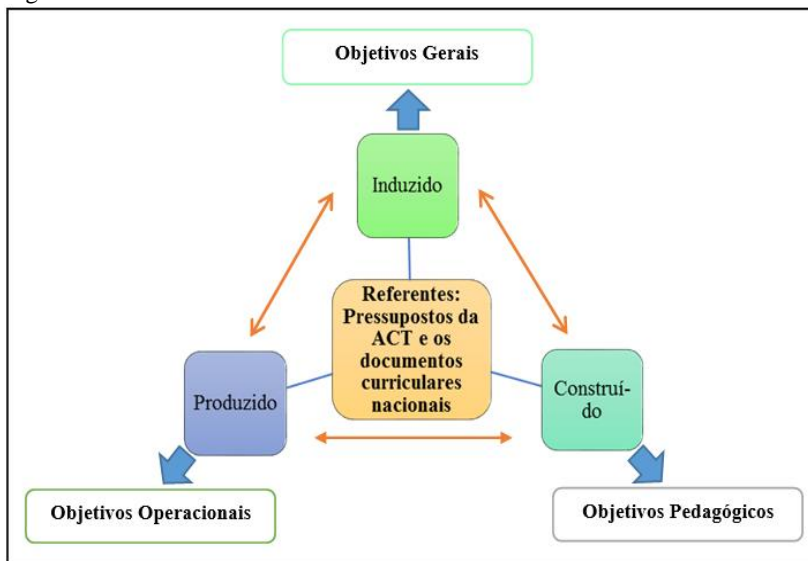 Objetivos Gerais
Induzido
Referentes:
Pressupostos da
ACT e os
documentos
curriculares
nacionais
Produzido
Construí-
do
Objetivos Operacionais
Objetivos Pedagógicos